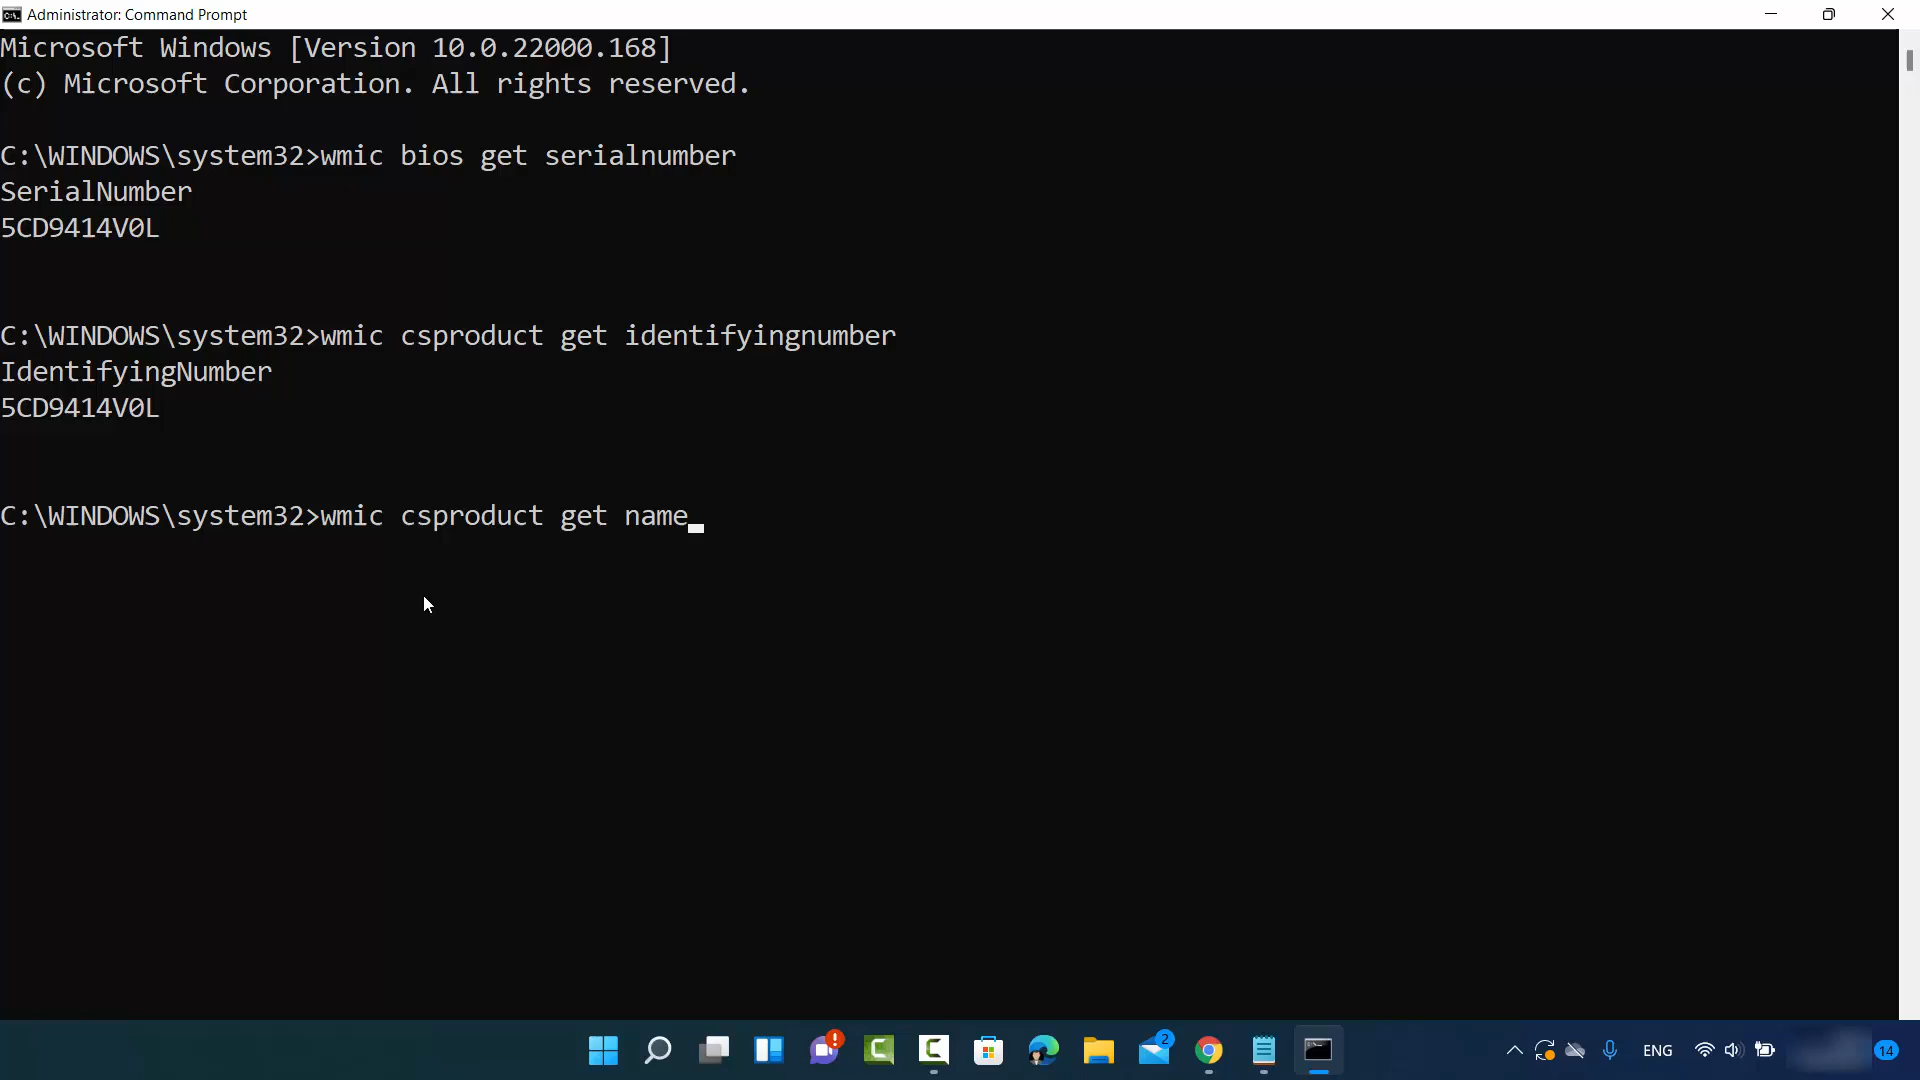 Administrator: Command Prompt
Microsoft Windows [Version 10.0.22000.168]
(c) Microsoft Corporation. All rights reserved.
C:\WINDOWS\system32>wmic bios get serialnumber
SerialNumber
5CD9414V0L
C:\WINDOWS\system32>wmic csproduct get identifyingnumber
IdentifyingNumber
5CD9414V0L
C:\WINDOWS\system32>wmic csproduct get name
2
ENG
14